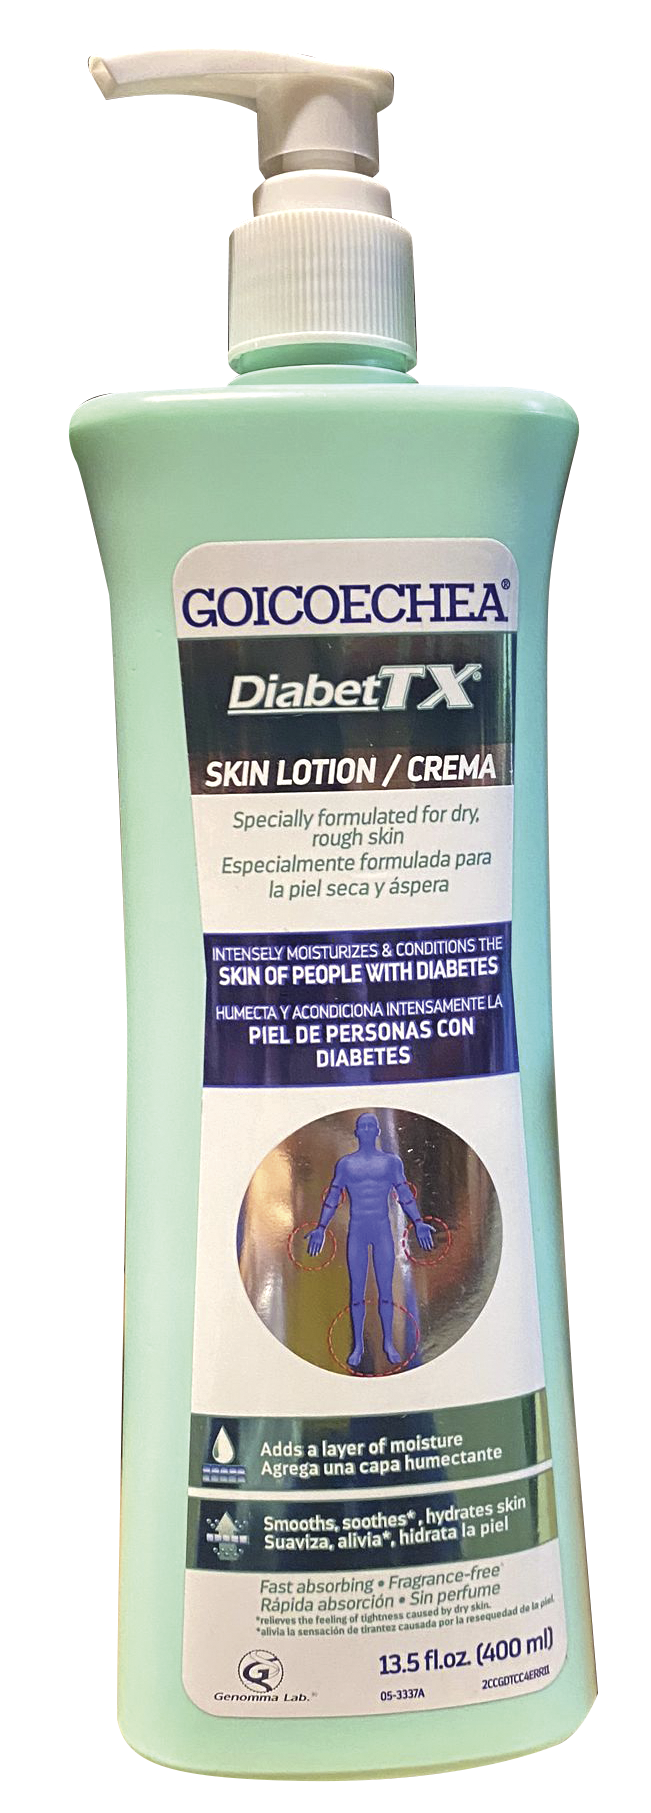 GOICOECHEA®
DiabetTX®
SKIN LOTION / CREMA
Specially formulated for dry,
rough skin
Especialmente formulada para
la piel seca y áspera
INTENSELY MOISTURIZES & CONDITIONS THE
SKIN OF PEOPLE WITH DIABETES
HUMECTA Y ACONDICIONA INTENSAMENTE LA
PIEL DE PERSONAS CON
DIABETES
Adds a layer of moisture
Agrega una capa humectante
Smooths, soothes*, hydrates skin
Suaviza, alivia*, hidrata la piel
Fast absorbing • Fragrance-free
Rápida absorción • Sin perfume
*relieves the feeling of tightness caused by dry skin.
*alivia la sensación de tirantez causada por la resequedad de la piel.
13.5 fl.oz. (400 ml)
G
Genomma Lab.®
05-3337A